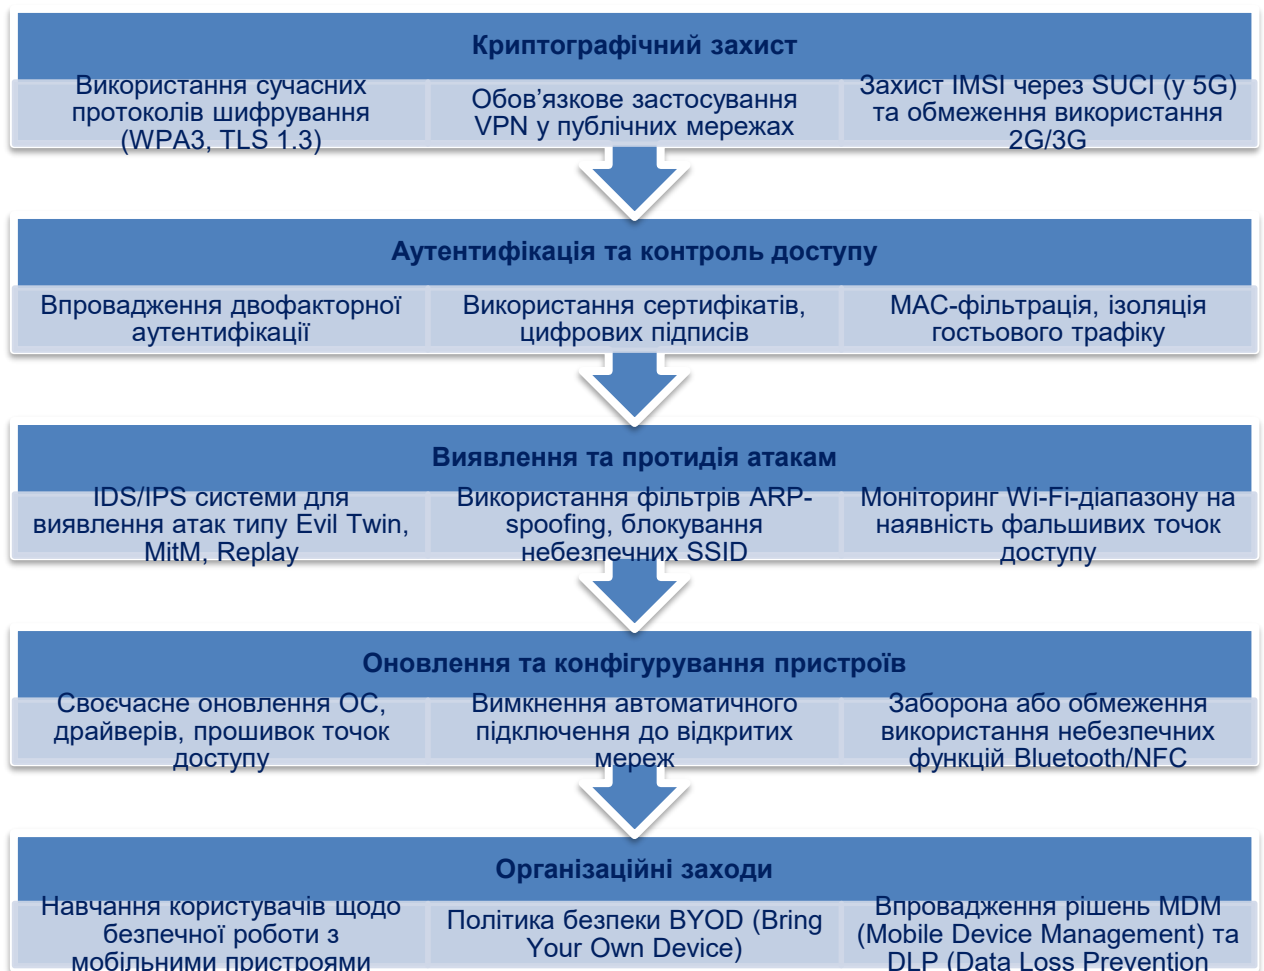 Криптографічний захист
Використання сучасних
протоколів шифрування
(WPA3, TLS 1.3)
Обов’язкове застосування
VPN у публічних мережах
Захист IMSI через SUCI (у 5G)
та обмеження використання
2G/3G
Аутентифікація та контроль доступу
Впровадження двофакторної
аутентифікації
Використання сертифікатів,
цифрових підписів
MAC-фільтрація, ізоляція
гостьового трафіку
Виявлення та протидія атакам
IDS/IPS системи для
виявлення атак типу Evil Twin,
MitM, Replay
Використання фільтрів ARP-
spoofing, блокування
небезпечних SSID
Моніторинг Wi-Fi-діапазону на
наявність фальшивих точок
доступу
Оновлення та конфігурування пристроїв
Своєчасне оновлення ОС,
драйверів, прошивок точок
доступу
Вимкнення автоматичного
підключення до відкритих
мереж
Заборона або обмеження
використання небезпечних
функцій Bluetooth/NFC
Організаційні заходи
Навчання користувачів щодо
безпечної роботи з
мобільними пристроями
Політика безпеки BYOD (Bring
Your Own Device)
Впровадження рішень MDM
(Mobile Device Management) та
DLP (Data Loss Prevention